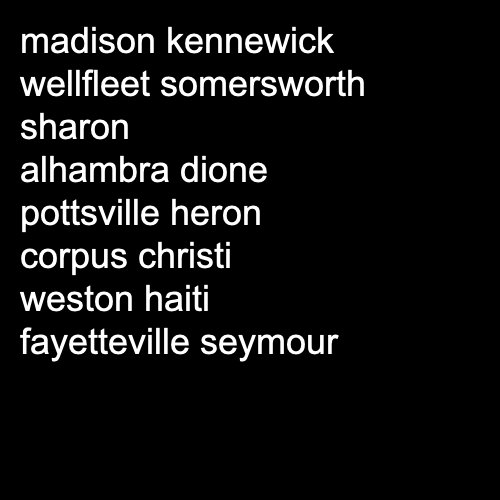 madison kennewick
wellfleet somersworth
sharon
alhambra dione
pottsville heron
corpus christi
weston haiti
fayetteville seymour